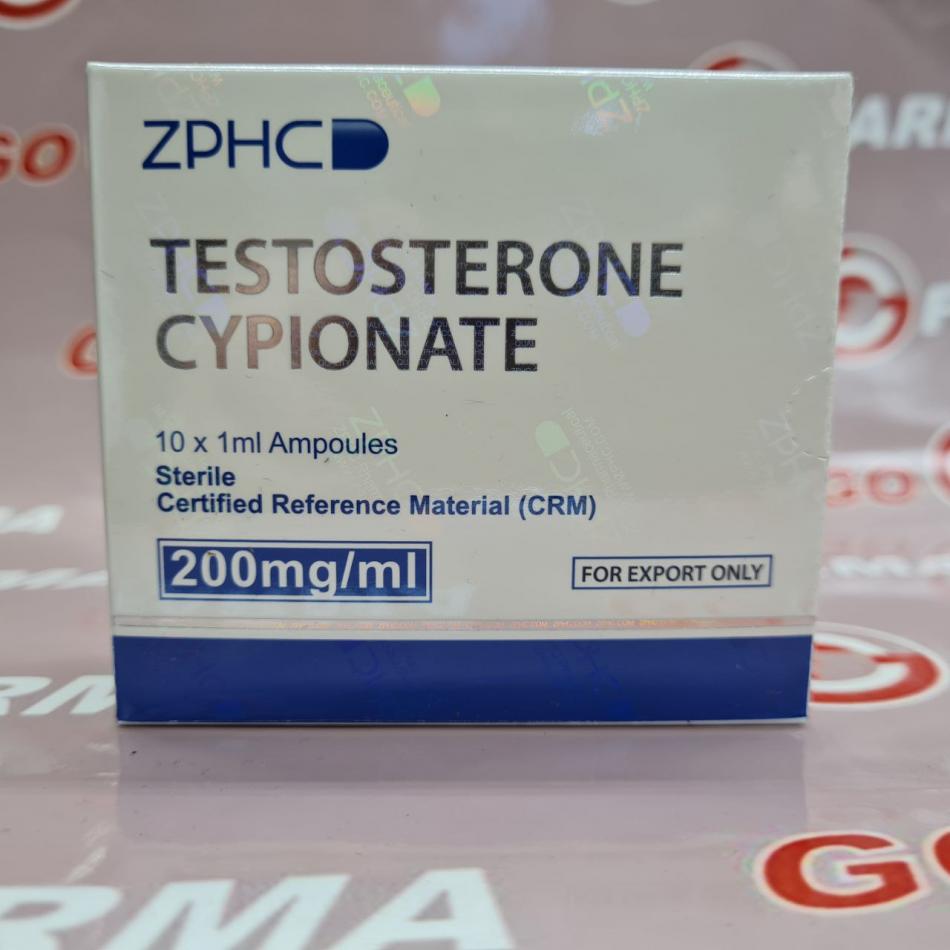 ZPHC
TESTOSTERONE
CYPIONATE
10 x 1ml Ampoules
Sterile
Certified Reference Material (CRM)
200mg/ml
FOR EXPORT ONLY